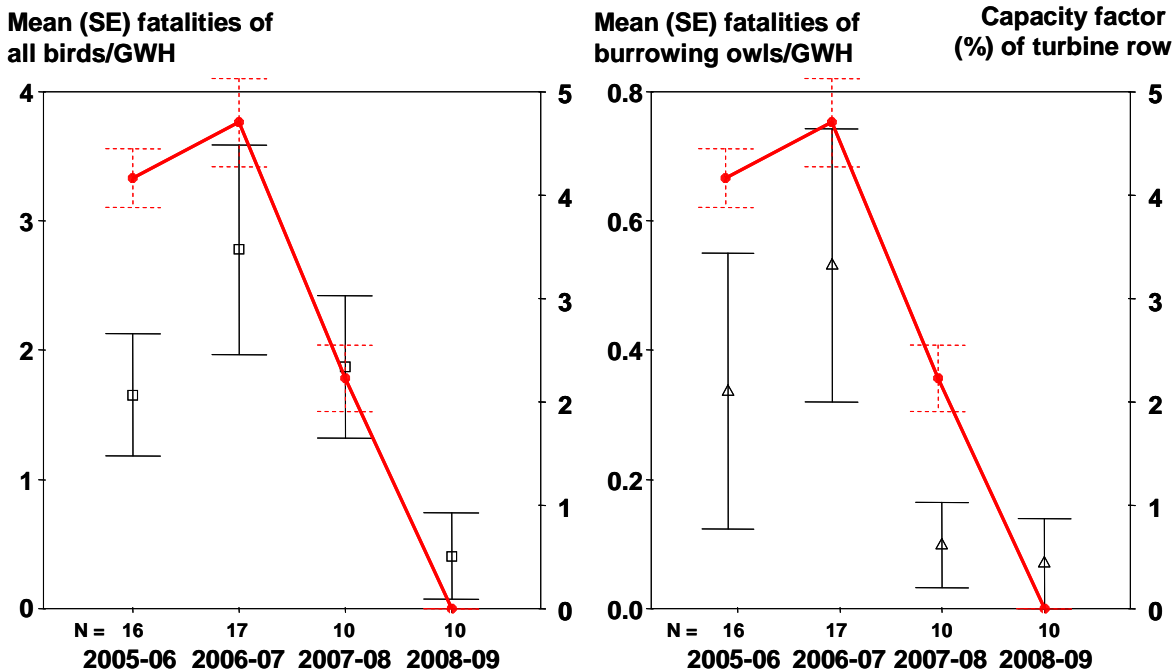 Mean (SE) fatalities of
all birds/GWH
4
3
2
1
0
5
4
3
2
1
0
N = 16 17 10 10
2005-06 2006-07 2007-08 2008-09
Mean (SE) fatalities of
burrowing owls/GWH
Capacity factor
(%) of turbine row
0.8
0.6
0.4
0.2
0.0
5
4
3
2
1
0
N = 16 17 10 10
2005-06 2006-07 2007-08 2008-09